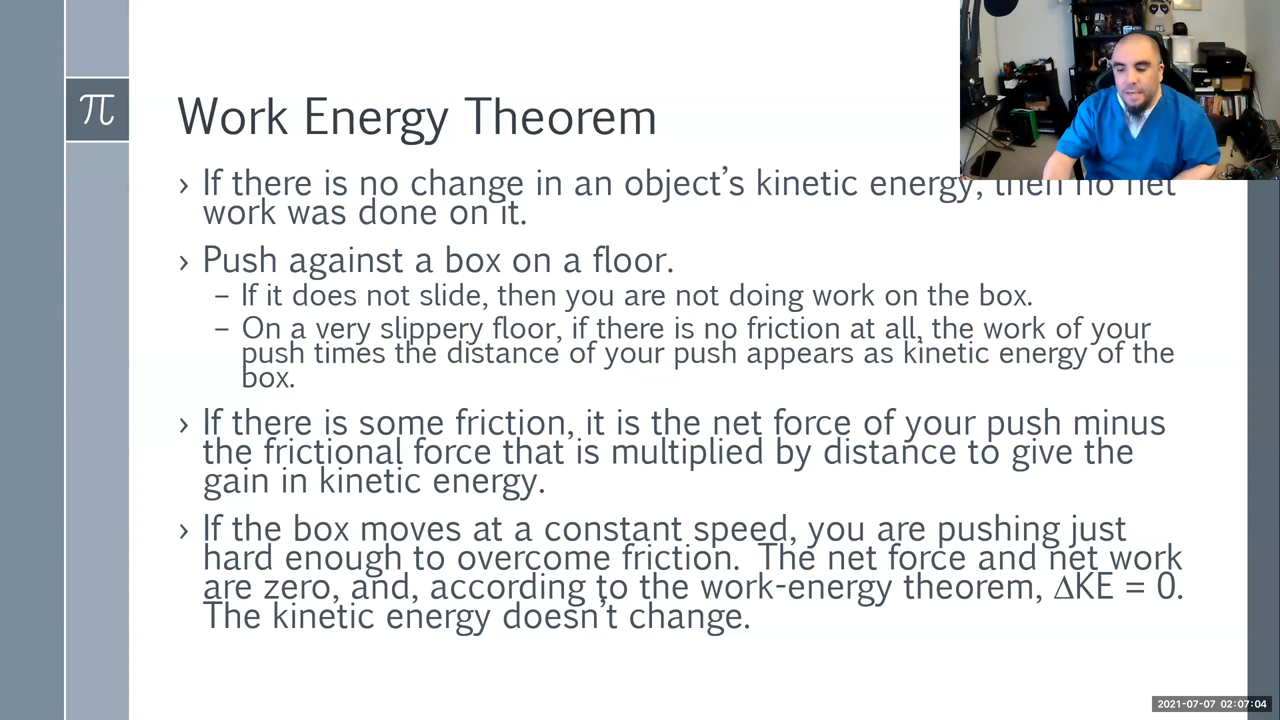 π
Work Energy Theorem
› If there is no change in an object’s kinetic energy, then no net
work was done on it.
› Push against a box on a floor.
– If it does not slide, then you are not doing work on the box.
– On a very slippery floor, if there is no friction at all, the work of your
push times the distance of your push appears as kinetic energy of the
box.
› If there is some friction, it is the net force of your push minus
the frictional force that is multiplied by distance to give the
gain in kinetic energy.
› If the box moves at a constant speed, you are pushing just
hard enough to overcome friction.  The net force and net work
are zero, and, according to the work-energy theorem, ΔKE = 0.
The kinetic energy doesn’t change.
2021-07-07 02:07:04